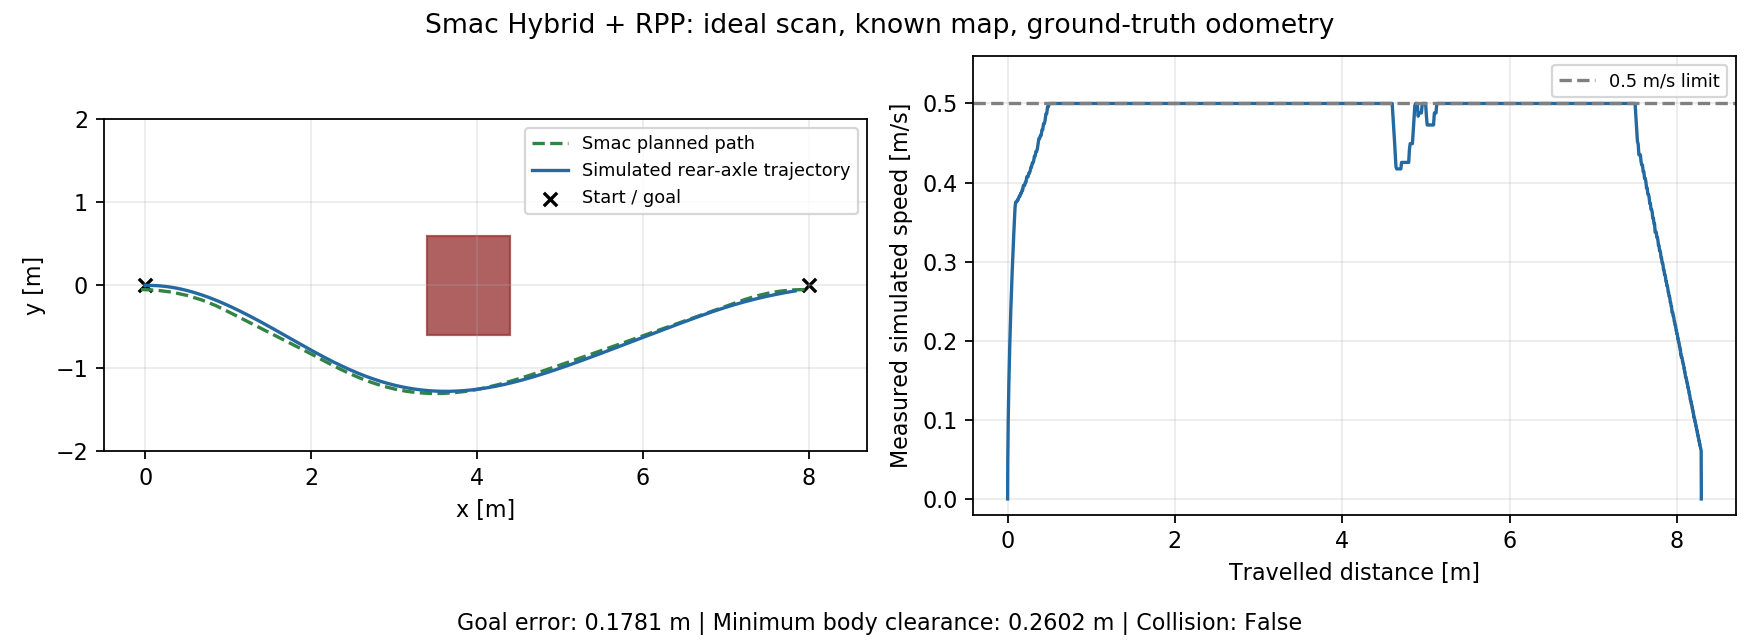 Smac Hybrid + RPP: ideal scan, known map, ground-truth odometry
Smac planned path
Simulated rear-axle trajectory
Start / goal
2
1
0
−1
−2
y [m]
0 2 4 6 8
x [m]
0.5 m/s limit
0.5
0.4
0.3
0.2
0.1
0.0
Measured simulated speed [m/s]
0 2 4 6 8
Travelled distance [m]
Goal error: 0.1781 m | Minimum body clearance: 0.2602 m | Collision: False